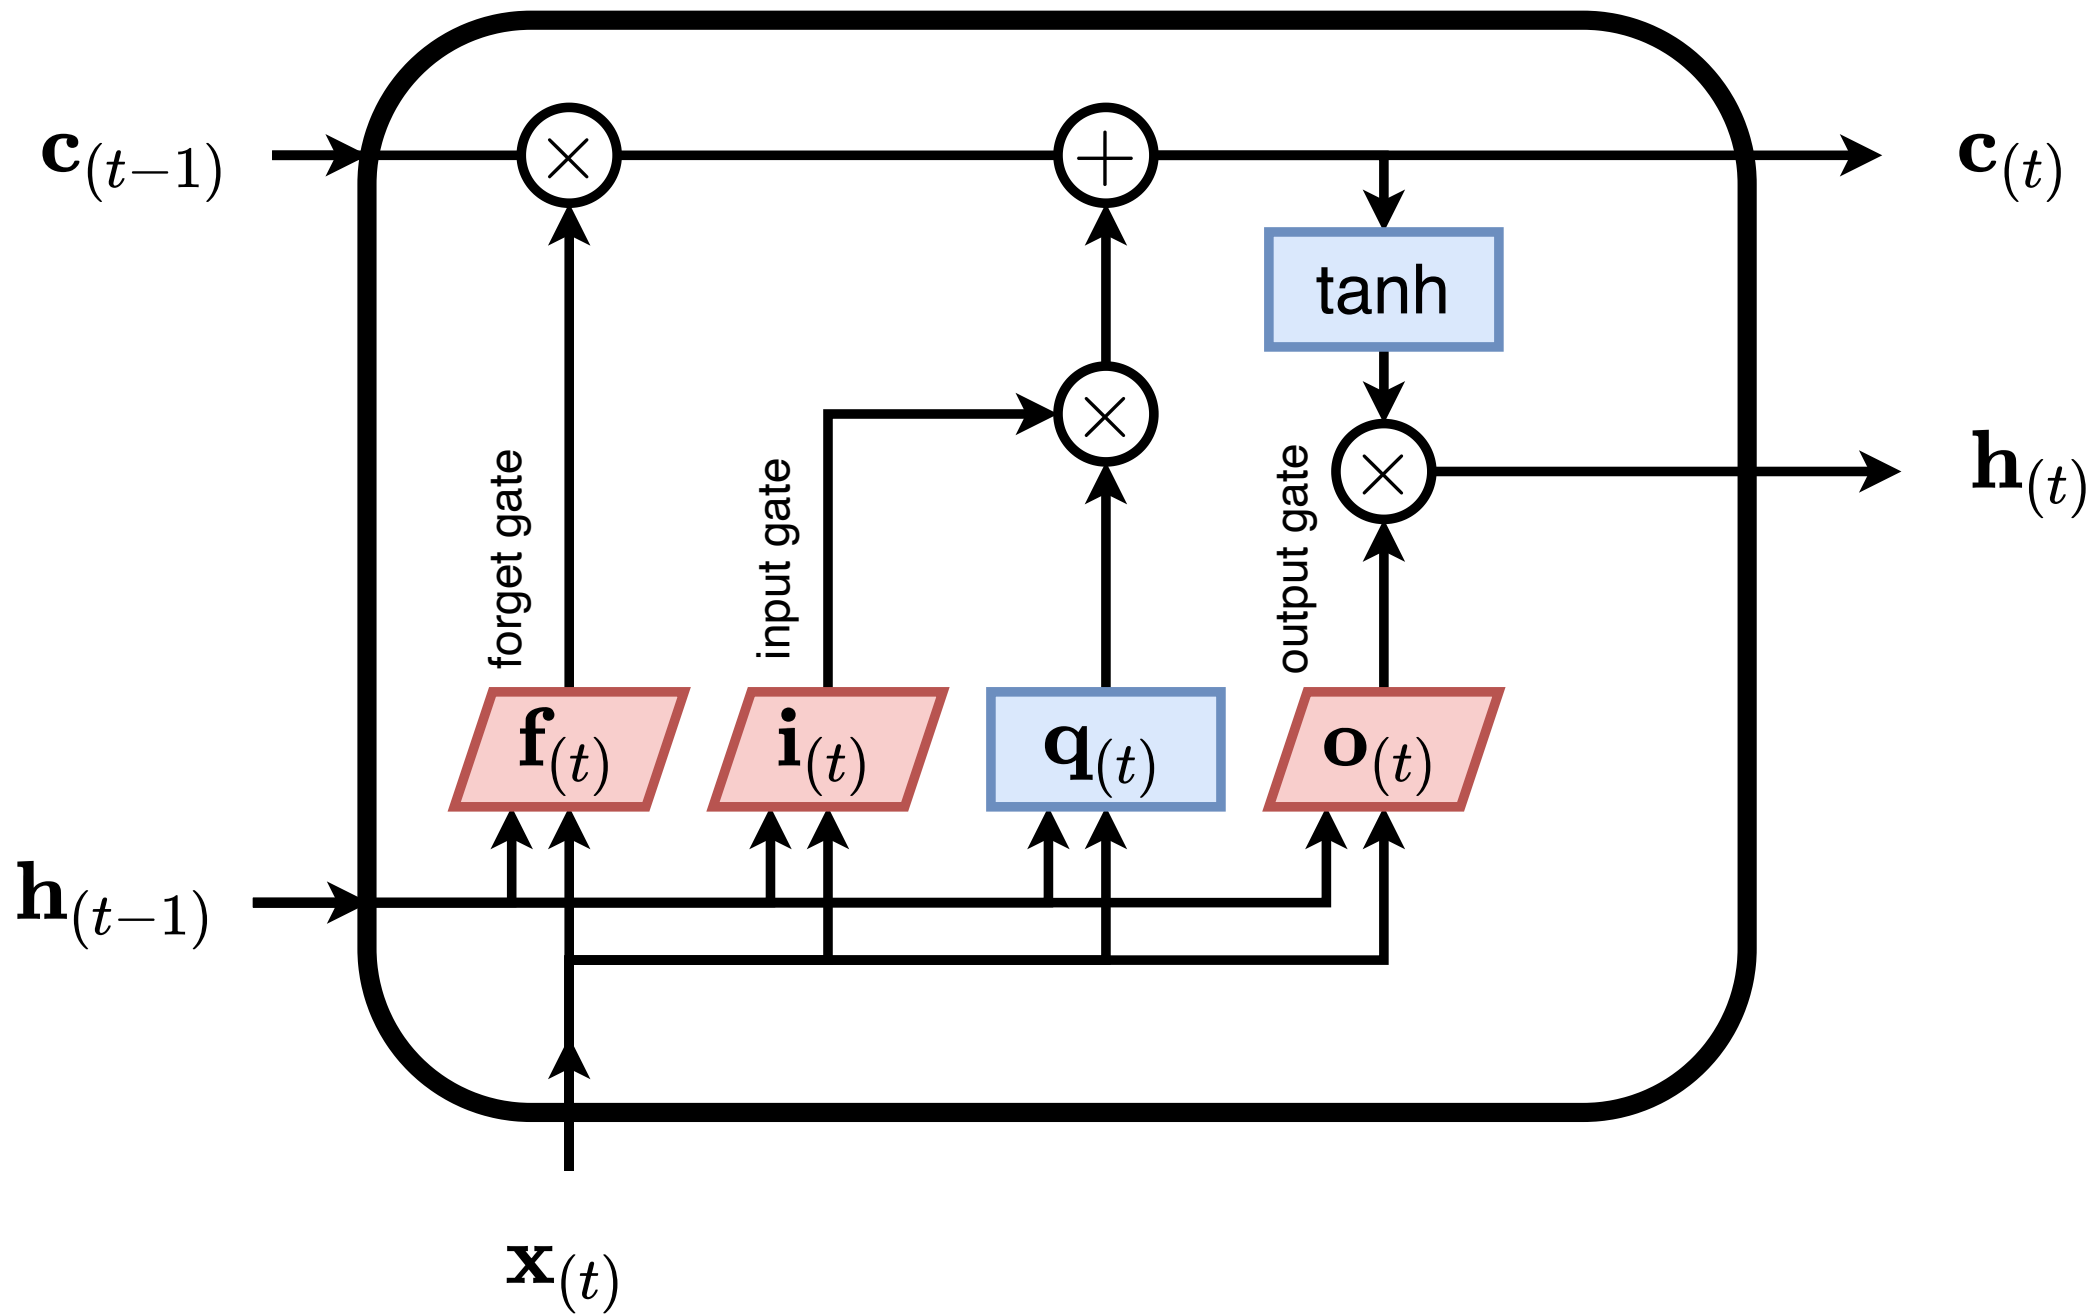 c(t−1)
×
+
c(t)
tanh
×
×
h(t)
forget gate
input gate
output gate
f(t)
i(t)
q(t)
o(t)
h(t−1)
x(t)